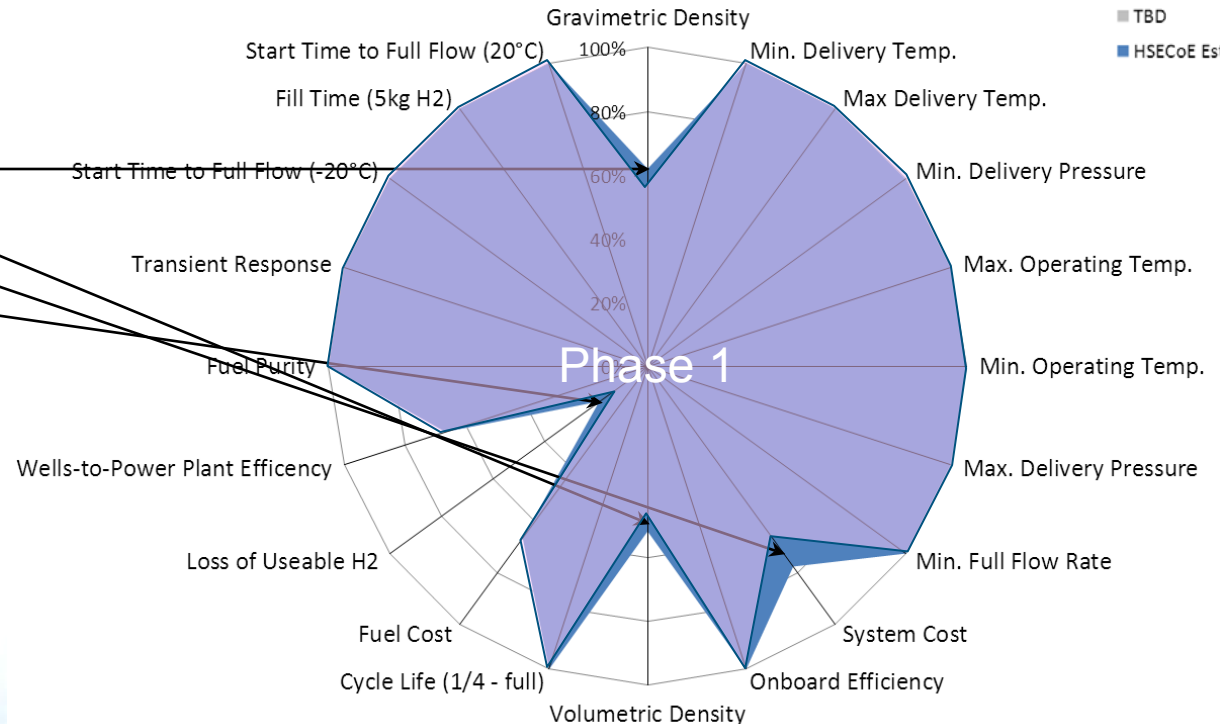 Gravimetric Density
TBD
HSECoE Est
Start Time to Full Flow (20°C)
100%
Min. Delivery Temp.
Fill Time (5kg H2)
80%
Max Delivery Temp.
Start Time to Full Flow (-20°C)
60%
Min. Delivery Pressure
40%
Transient Response
Max. Operating Temp.
20%
Fuel Purity
Phase 1
Min. Operating Temp.
Wells-to-Power Plant Efficency
Max. Delivery Pressure
Loss of Useable H2
Min. Full Flow Rate
Fuel Cost
System Cost
Cycle Life (1/4 - full)
Onboard Efficiency
Volumetric Density